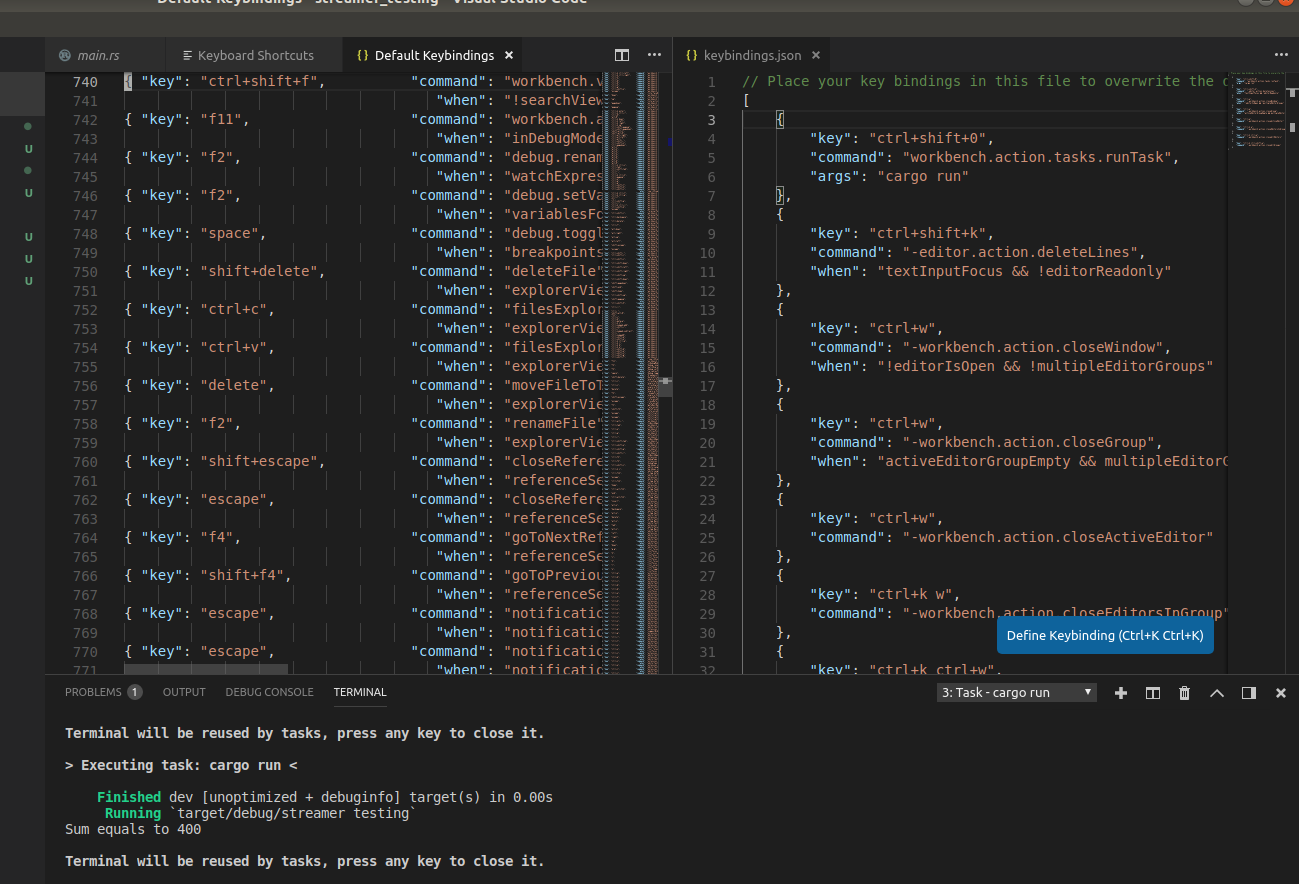 Default Keybindings - streamer_testing - Visual Studio Code
main.rs
Keyboard Shortcuts
{} Default Keybindings ×
{} keybindings.json ×
740 { "key": "ctrl+shift+f", "command": "workbench.v
741 "when": "!searchView
742 { "key": "f11", "command": "workbench.a
743 "when": "inDebugMode
744 { "key": "f2", "command": "debug.renam
745 "when": "watchExpres
746 { "key": "f2", "command": "debug.setVa
747 "when": "variablesFo
748 { "key": "space", "command": "debug.toggl
749 "when": "breakpoints
750 { "key": "shift+delete", "command": "deleteFile"
751 "when": "explorerVie
752 { "key": "ctrl+c", "command": "filesExplor
753 "when": "explorerVie
754 { "key": "ctrl+v", "command": "filesExplor
755 "when": "explorerVie
756 { "key": "delete", "command": "moveFileToT
757 "when": "explorerVie
758 { "key": "f2", "command": "renameFile"
759 "when": "explorerVie
760 { "key": "shift+escape", "command": "closeRefere
761 "when": "referenceSe
762 { "key": "escape", "command": "closeRefere
763 "when": "referenceSe
764 { "key": "f4", "command": "goToNextRef
765 "when": "referenceSe
766 { "key": "shift+f4", "command": "goToPreviou
767 "when": "referenceSe
768 { "key": "escape", "command": "notificatio
769 "when": "notificatio
770 { "key": "escape", "command": "notificatio
771 "when": "notificatio
1 // Place your key bindings in this file to overwrite the d
2 [
3 {
4 "key": "ctrl+shift+0",
5 "command": "workbench.action.tasks.runTask",
6 "args": "cargo run"
7 },
8 {
9 "key": "ctrl+shift+k",
10 "command": "-editor.action.deleteLines",
11 "when": "textInputFocus && !editorReadonly"
12 },
13 {
14 "key": "ctrl+w",
15 "command": "-workbench.action.closeWindow",
16 "when": "!editorIsOpen && !multipleEditorGroups"
17 },
18 {
19 "key": "ctrl+w",
20 "command": "-workbench.action.closeGroup",
21 "when": "activeEditorGroupEmpty && multipleEditorG
22 },
23 {
24 "key": "ctrl+w",
25 "command": "-workbench.action.closeActiveEditor"
26 },
27 {
28 "key": "ctrl+k w",
29 "command": "-workbench.action.closeEditorsInGroup"
30 },
31 {
32 "key": "ctrl+k ctrl+w",
Define Keybinding (Ctrl+K Ctrl+K)
U
U
U
U
U
PROBLEMS 1 OUTPUT DEBUG CONSOLE TERMINAL
3: Task - cargo run
Terminal will be reused by tasks, press any key to close it.
> Executing task: cargo run <
Finished dev [unoptimized + debuginfo] target(s) in 0.00s
Running `target/debug/streamer testing`
Sum equals to 400
Terminal will be reused by tasks, press any key to close it.